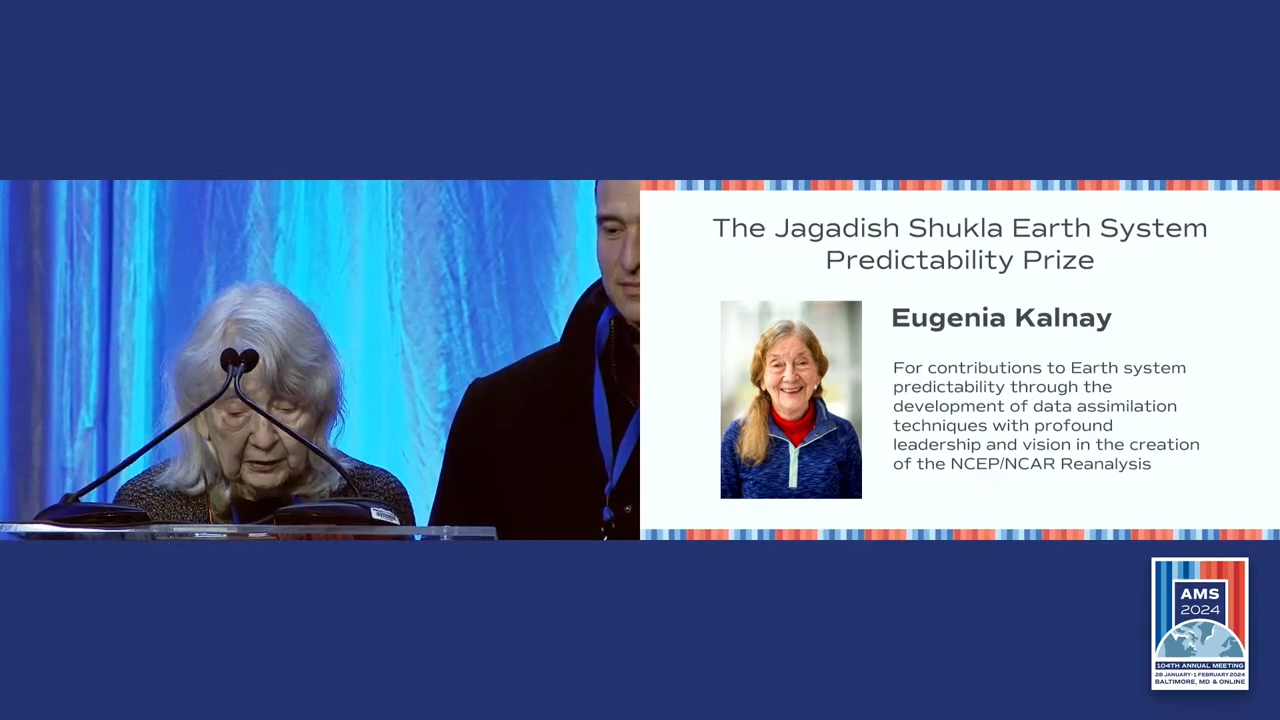 The Jagadish Shukla Earth System
Predictability Prize
Eugenia Kalnay
For contributions to Earth system
predictability through the
development of data assimilation
techniques with profound
leadership and vision in the creation
of the NCEP/NCAR Reanalysis
AMS
2024
104TH ANNUAL MEETING
28 JANUARY-1 FEBRUARY 2024
BALTIMORE, MD & ONLINE